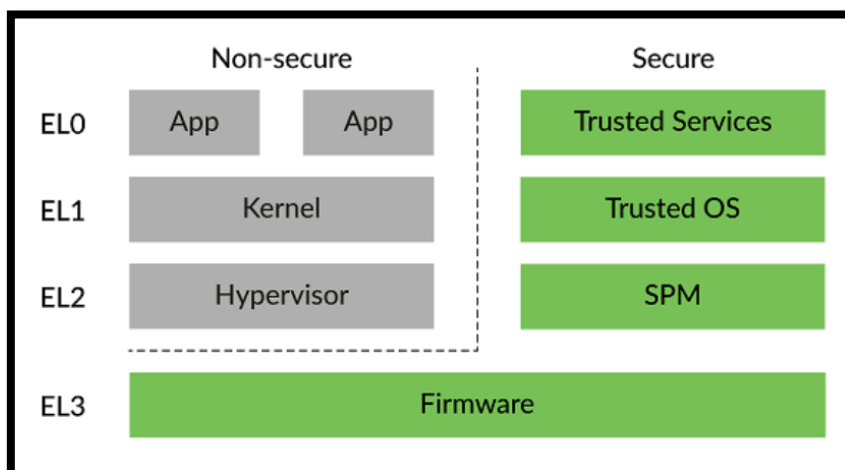 Non-secure Secure
EL0 App App Trusted Services
EL1 Kernel Trusted OS
EL2 Hypervisor SPM
EL3 Firmware